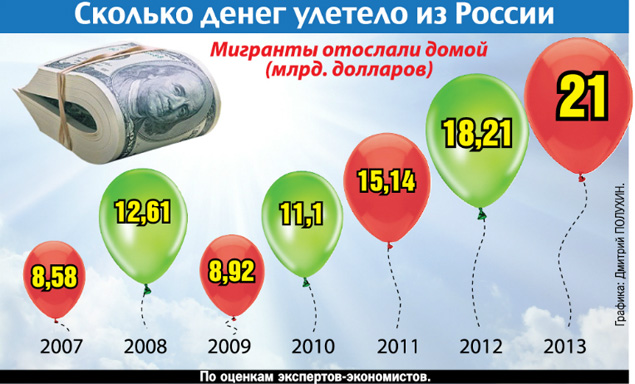 Сколько денег улетело из России
Мигранты отослали домой
(млрд. долларов)
8,58
12,61
8,92
11,1
15,14
18,21
21
2007 2008 2009 2010 2011 2012 2013
Графика: Дмитрий ПОЛУХИН.
По оценкам экспертов-экономистов.